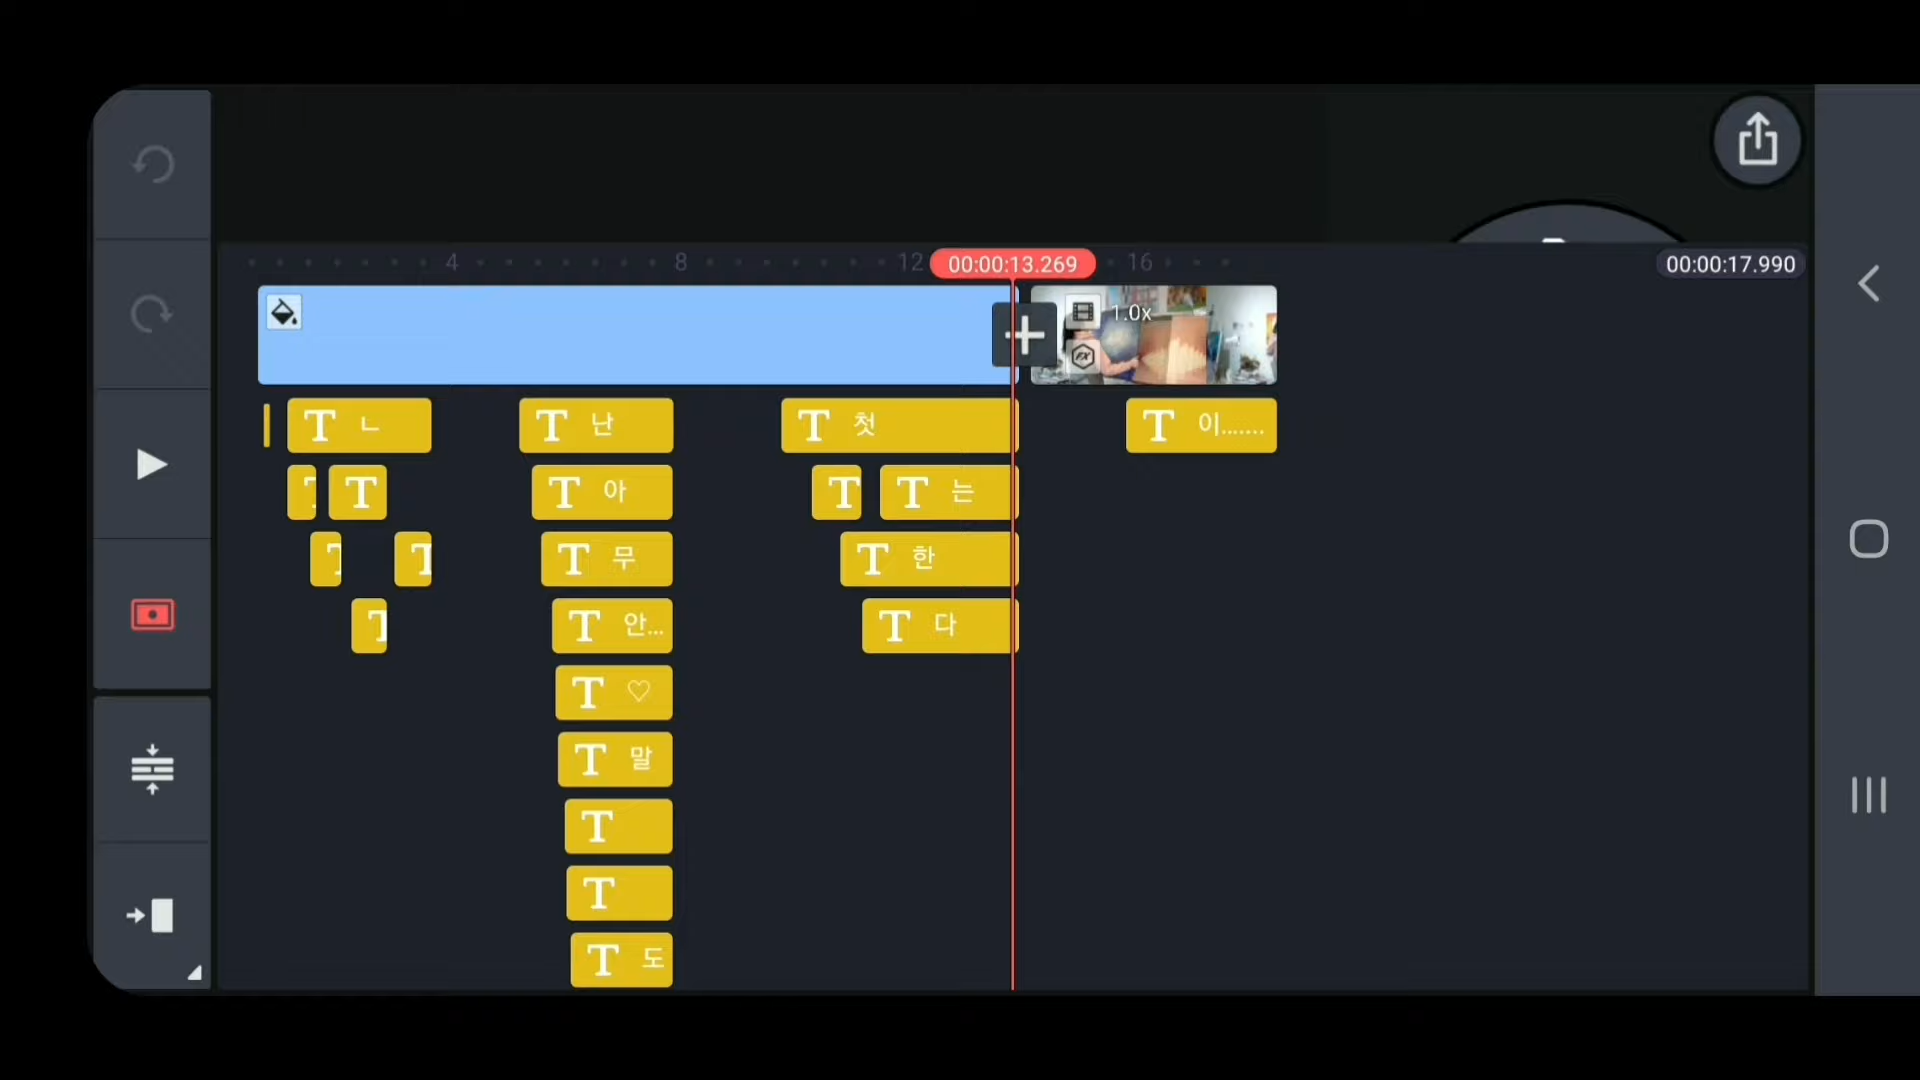 4 8 12 00:00:13.269 16 00:00:17.990
1.0x
T ㄴ T 난 T 첫 T 이.......
T T T 아 T T 는
T T T 무 T 한
T T 안... T 다
T ♡
T 말
T
T
T 도